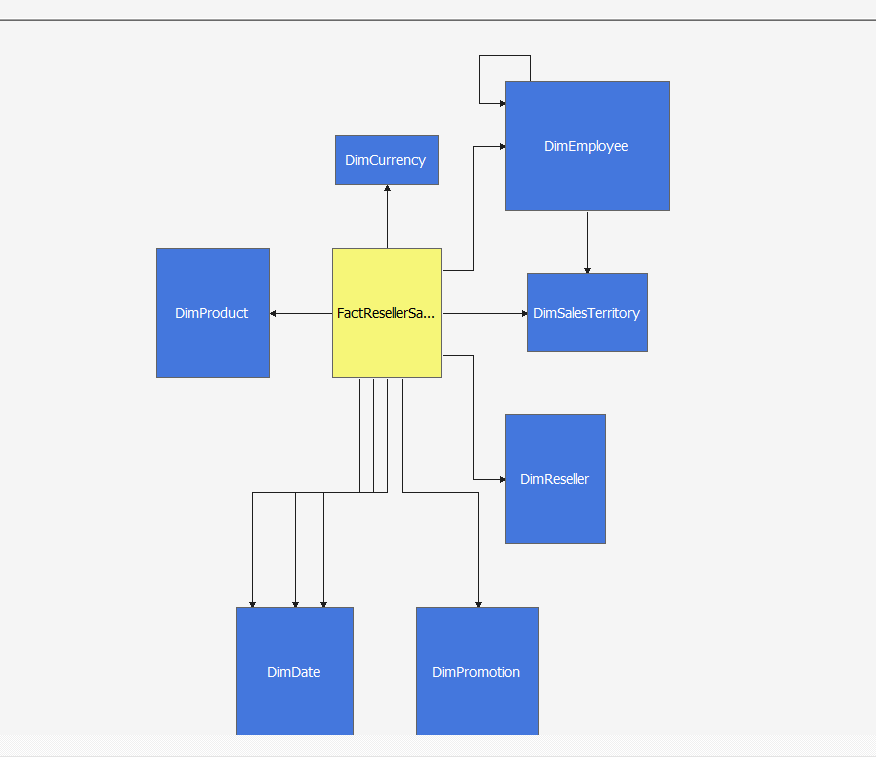 DimEmployee
DimCurrency
DimProduct
FactResellerSa...
DimSalesTerritory
DimReseller
DimDate
DimPromotion